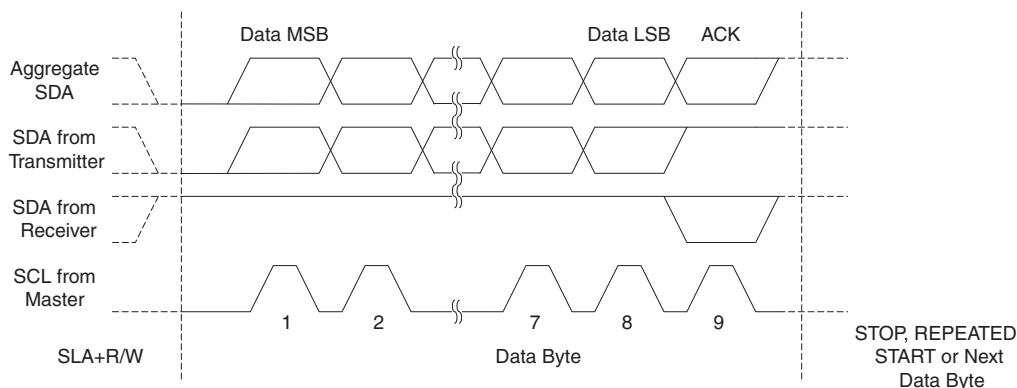 Data MSB
Data LSB
ACK
Aggregate
SDA
SDA from
Transmitter
SDA from
Receiver
SCL from
Master
1
2
7
8
9
SLA+R/W
Data Byte
STOP, REPEATED
START or Next
Data Byte